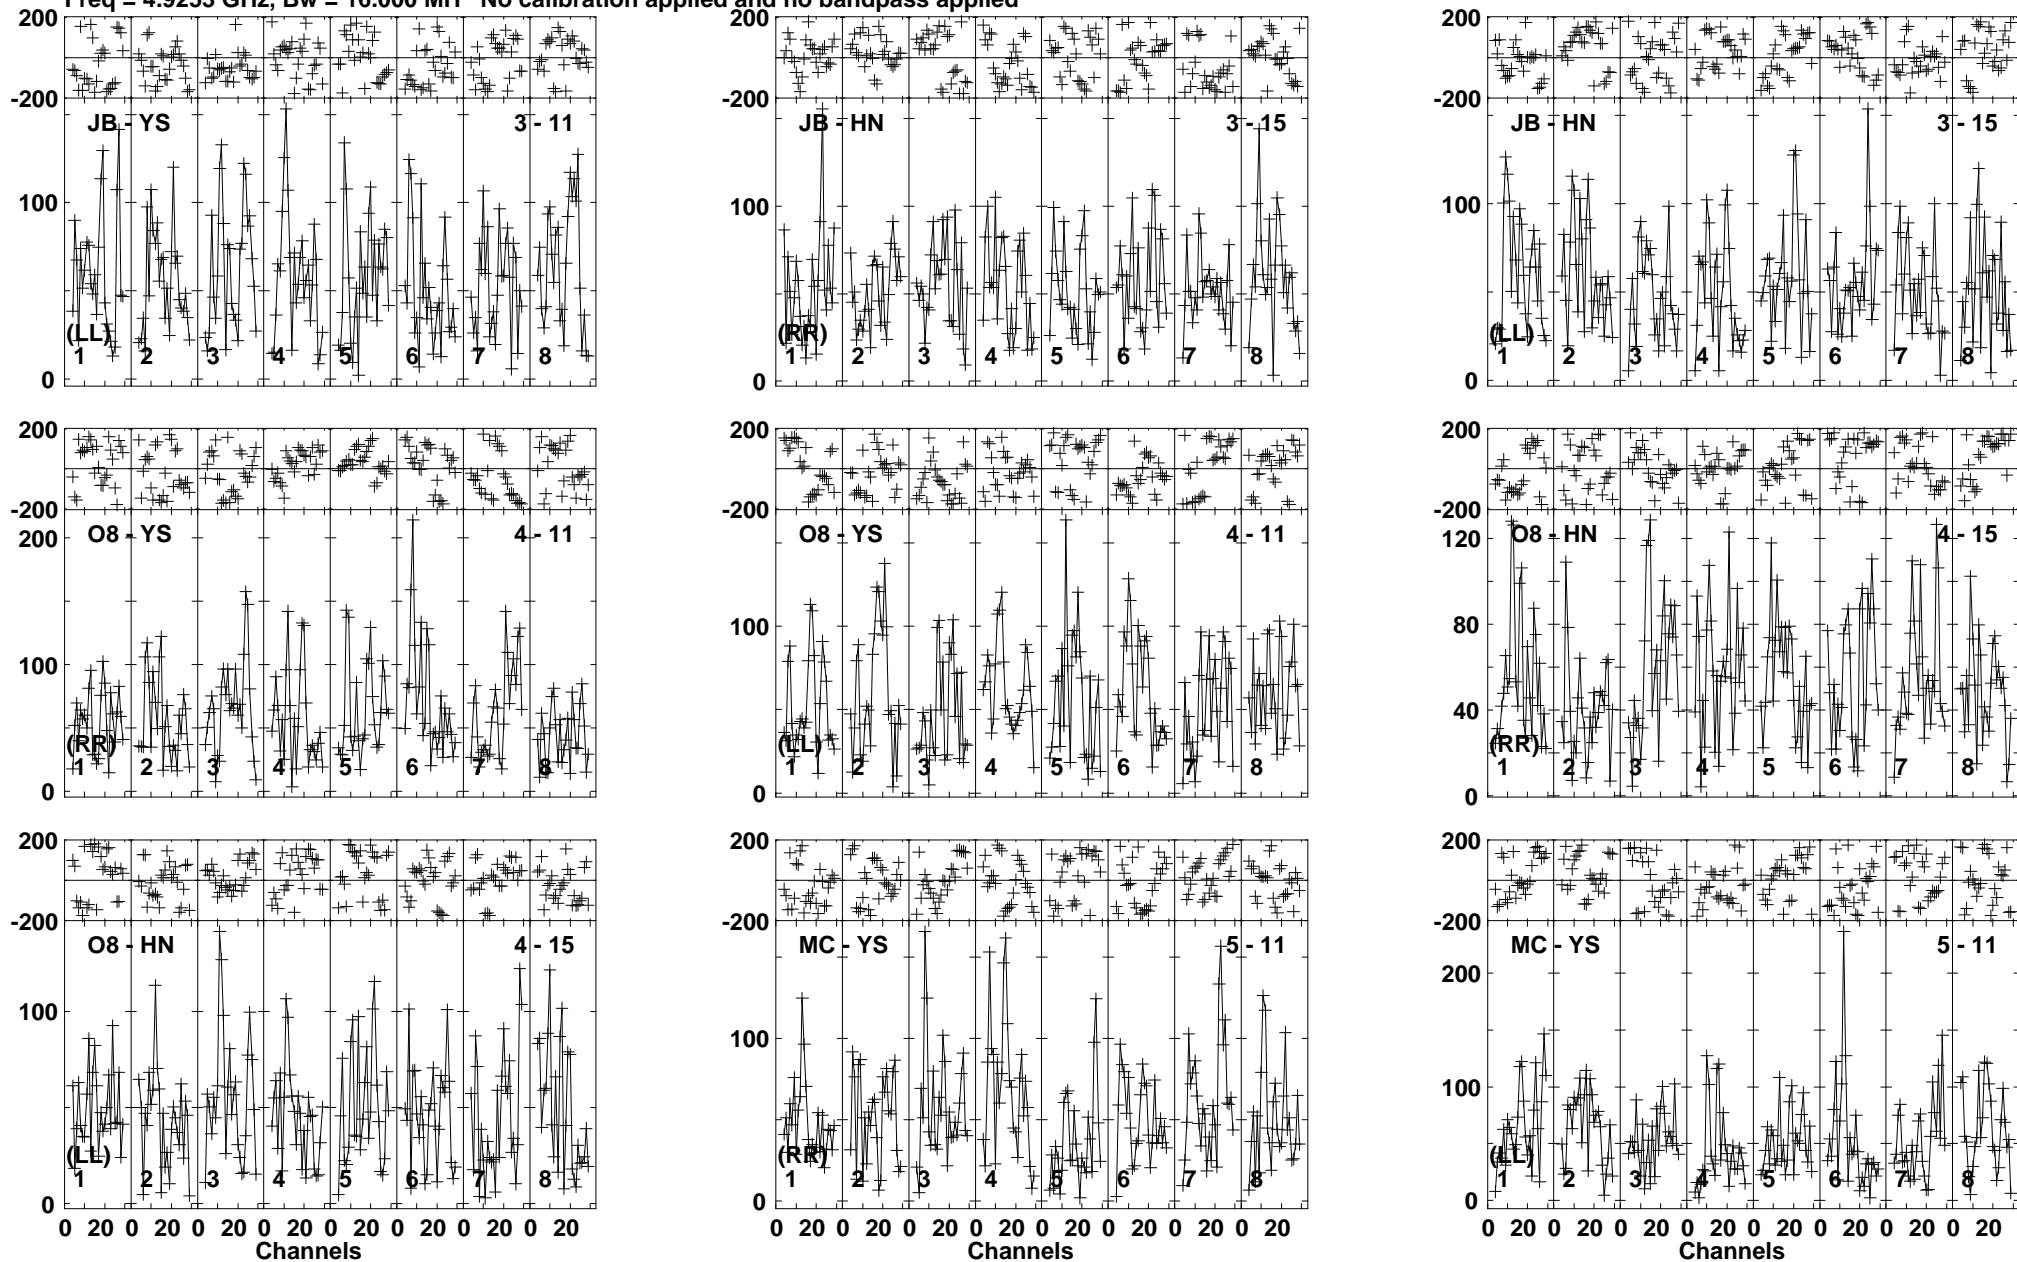 Freq = 4.9253 GHz, Bw = 16.000 MH No calibration applied and no bandpass applied
200 200 200
-200 -200 -200
JB - YS 3 - 11 JB - HN 3 - 15 JB - HN 3 - 15
100 100 100
(LL) (RR) (LL)
1 2 3 4 5 6 7 8 1 2 3 4 5 6 7 8 1 2 3 4 5 6 7 8
0 0 0
200 200 200
-200 -200 -200
O8 - YS 4 - 11 O8 - YS 4 - 11 O8 - HN 4 - 15
200 120
100 100 80
40
(RR) (LL) (RR)
1 2 3 4 5 6 7 8 1 2 3 4 5 6 7 8 1 2 3 4 5 6 7 8
0 0 0
200 200 200
-200 -200 -200
O8 - HN 4 - 15 MC - YS 5 - 11 MC - YS 5 - 11
200
100 100 100
(LL) (RR) (LL)
1 2 3 4 5 6 7 8 1 2 3 4 5 6 7 8 1 2 3 4 5 6 7 8
0 0 0
0 20 0 20 0 20 0 20 0 20 0 20 0 20 0 20 0 20 0 20 0 20 0 20 0 20 0 20 0 20 0 20 0 20 0 20 0 20 0 20 0 20 0 20 0 20 0 20
Channels Channels Channels